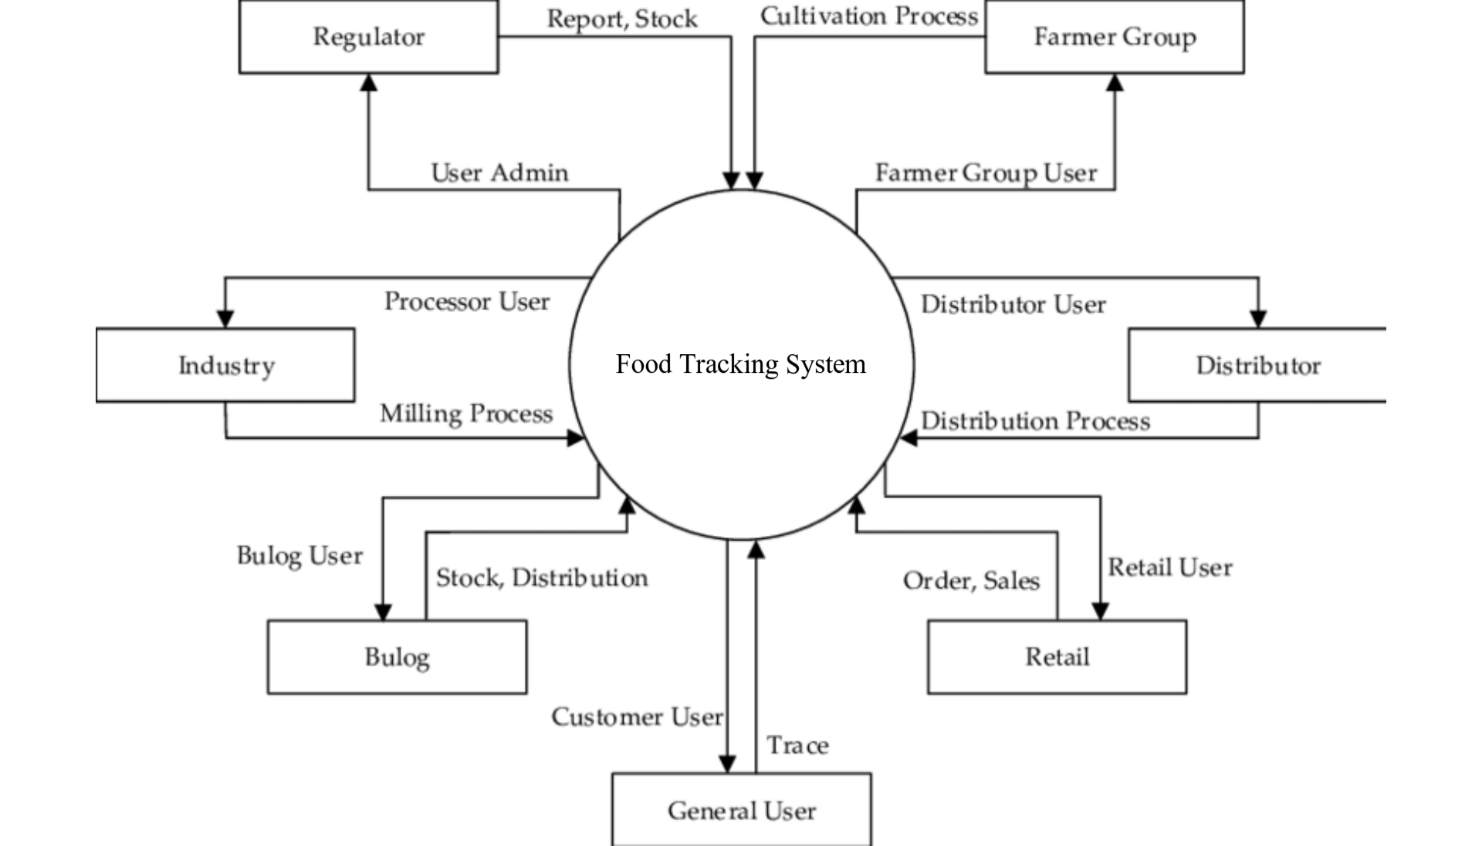 Report, Stock
Cultivation Process
Regulator
Farmer Group
User Admin
Farmer Group User
Processor User
Distributor User
Industry
Food Tracking System
Distributor
Milling Process
Distribution Process
Bulog User
Stock, Distribution
Order, Sales
Retail User
Bulog
Retail
Customer User
Trace
General User